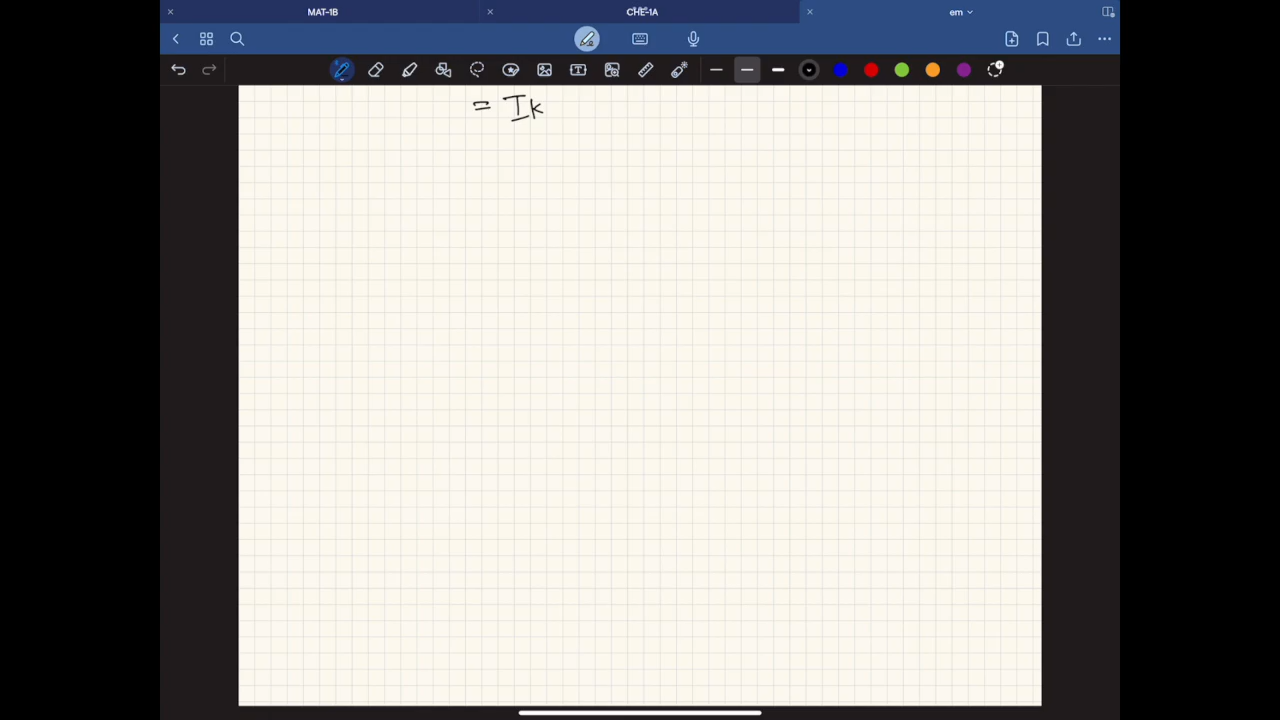 MAT-1B
CHE-1A
em
= Ik